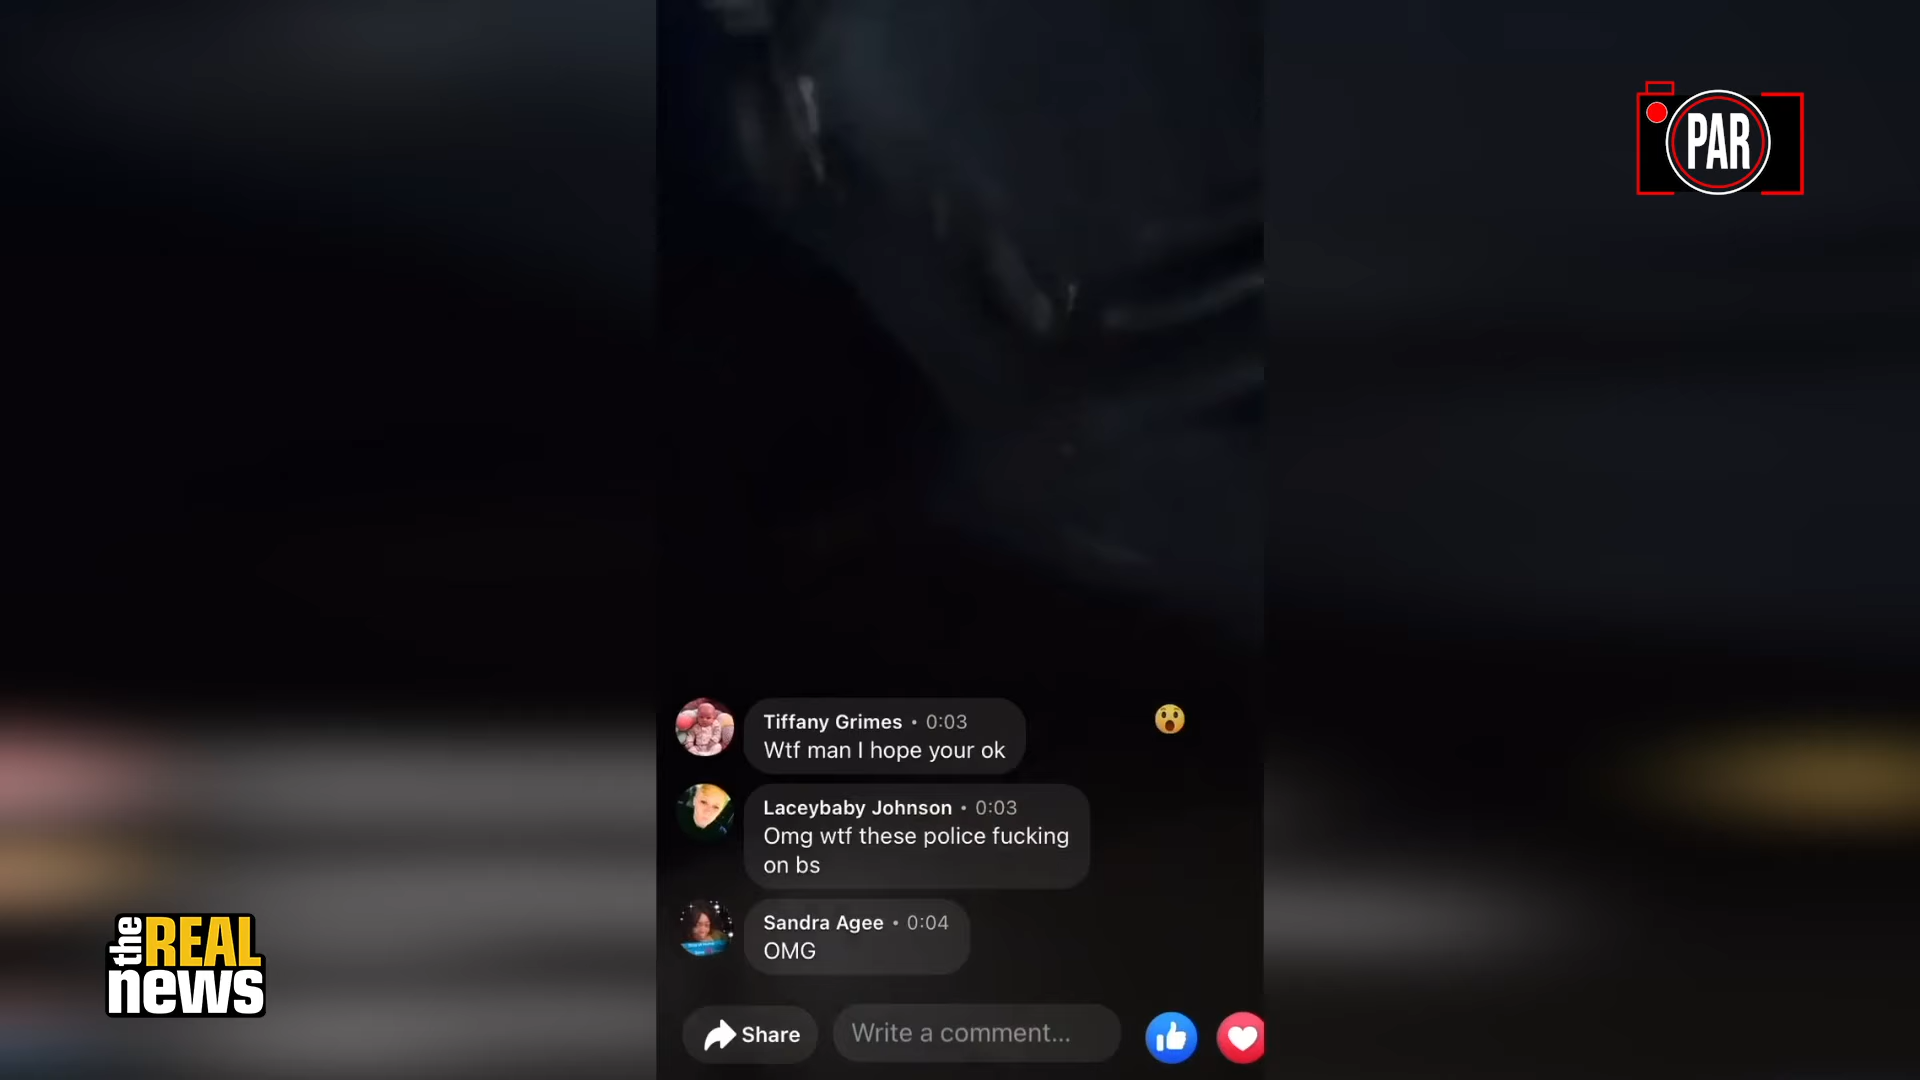 PAR
Tiffany Grimes • 0:03
Wtf man I hope your ok
Laceybaby Johnson • 0:03
Omg wtf these police fucking
on bs
Sandra Agee • 0:04
OMG
the REAL
news
Share
Write a comment...